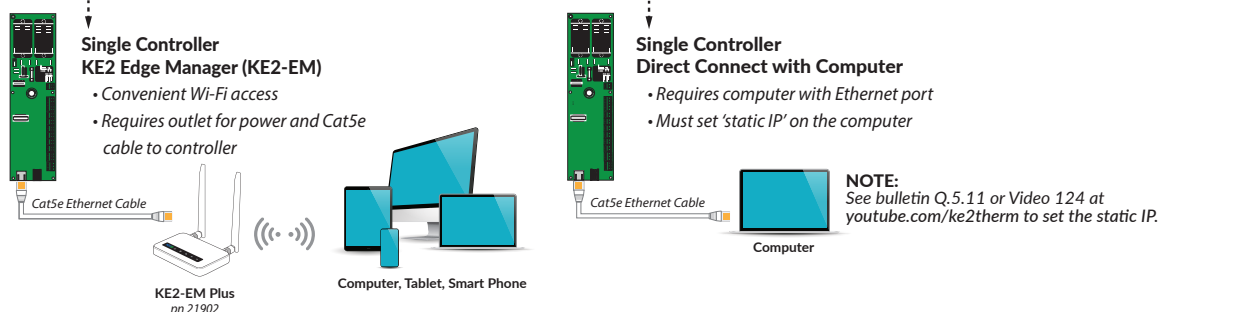 Single Controller
KE2 Edge Manager (KE2-EM)
• Convenient Wi-Fi access
• Requires outlet for power and Cat5e
cable to controller
Cat5e Ethernet Cable
KE2-EM Plus
pn 21902
Computer, Tablet, Smart Phone
Single Controller
Direct Connect with Computer
• Requires computer with Ethernet port
• Must set ‘static IP’ on the computer
Cat5e Ethernet Cable
Computer
NOTE:
See bulletin Q.5.11 or Video 124 at
youtube.com/ke2therm to set the static IP.